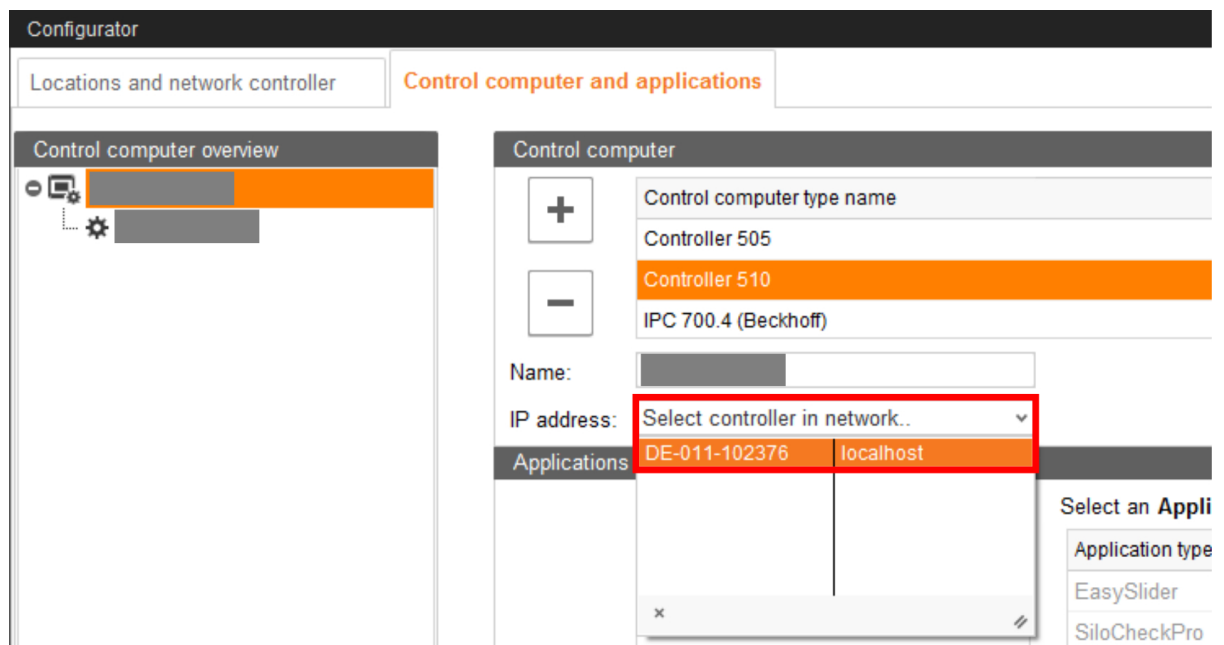 Configurator
Locations and network controller
Control computer and applications
Control computer overview
Control computer
Control computer type name
Controller 505
Controller 510
IPC 700.4 (Beckhoff)
Name:
IP address:
Select controller in network..
DE-011-102376
localhost
Applications
Select an Appli
Application type
EasySlider
SiloCheckPro